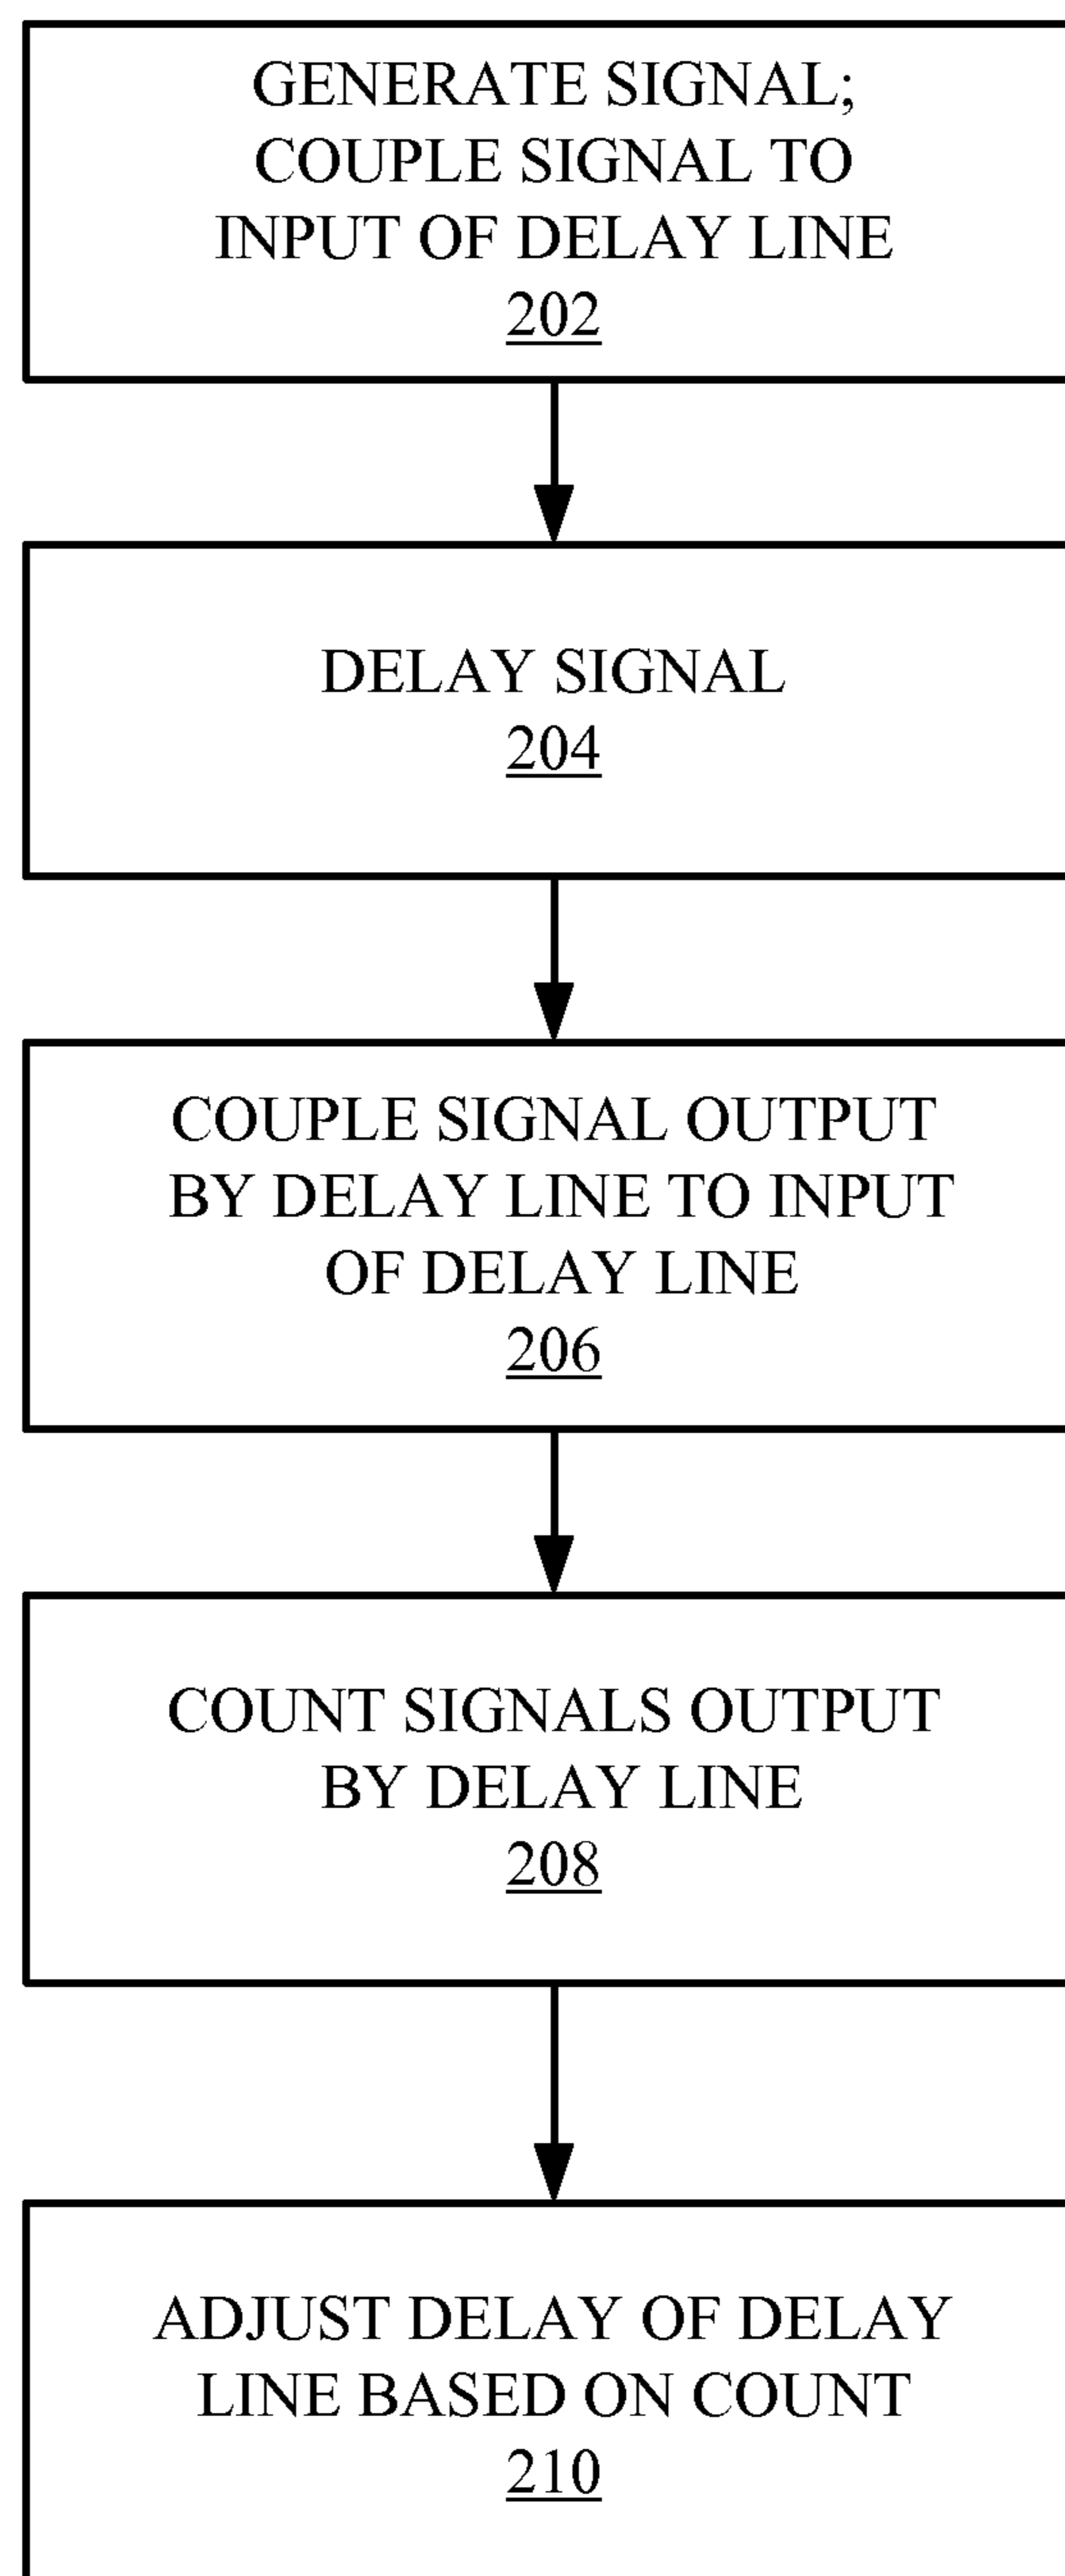 GENERATE SIGNAL;
COUPLE SIGNAL TO
INPUT OF DELAY LINE
202
DELAY SIGNAL
204
COUPLE SIGNAL OUTPUT
BY DELAY LINE TO INPUT
OF DELAY LINE
206
COUNT SIGNALS OUTPUT
BY DELAY LINE
208
ADJUST DELAY OF DELAY
LINE BASED ON COUNT
210